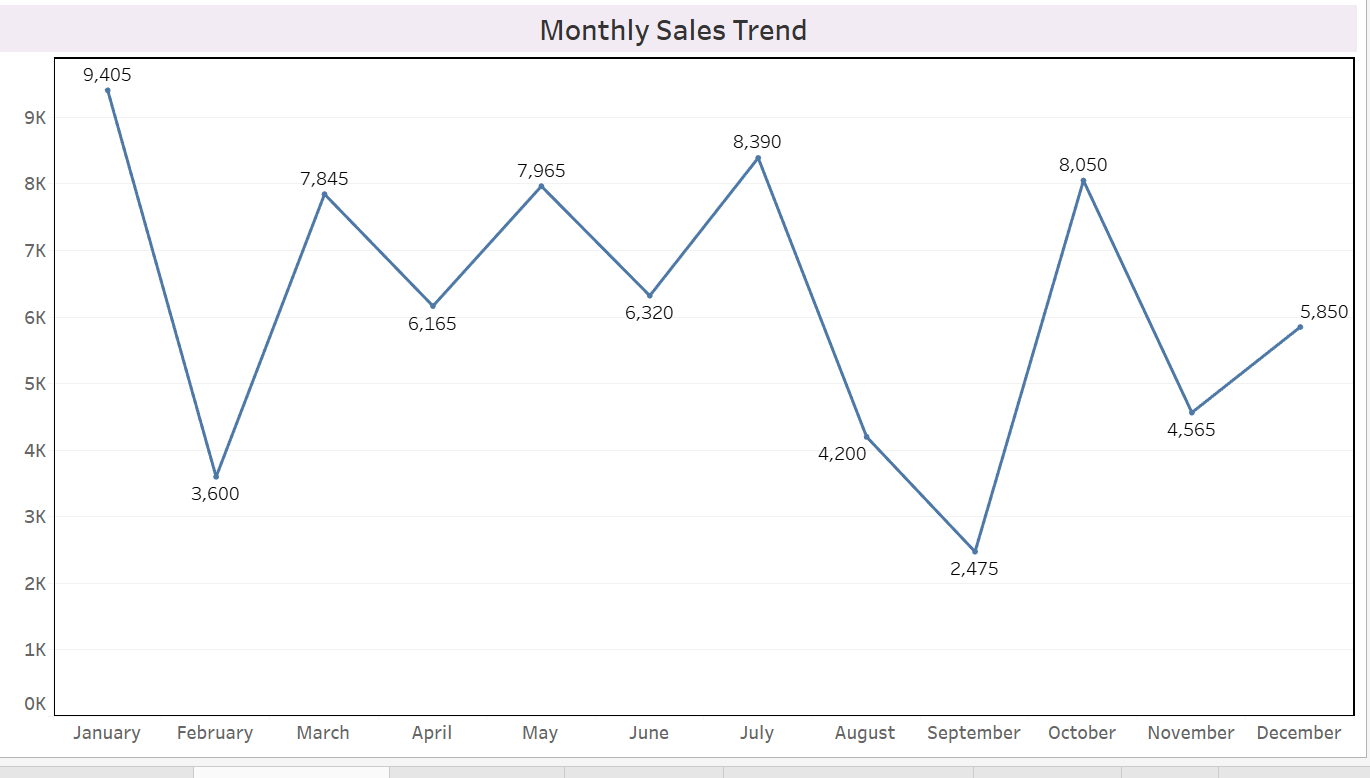 Monthly Sales Trend
9,405
9K
8,390
8,050
7,965
7,845
8K
7K
6K
6,165
6,320
5,850
5K
4K
4,200
4,565
3,600
3K
2,475
2K
1K
0K
January February March April May June July August September October November December